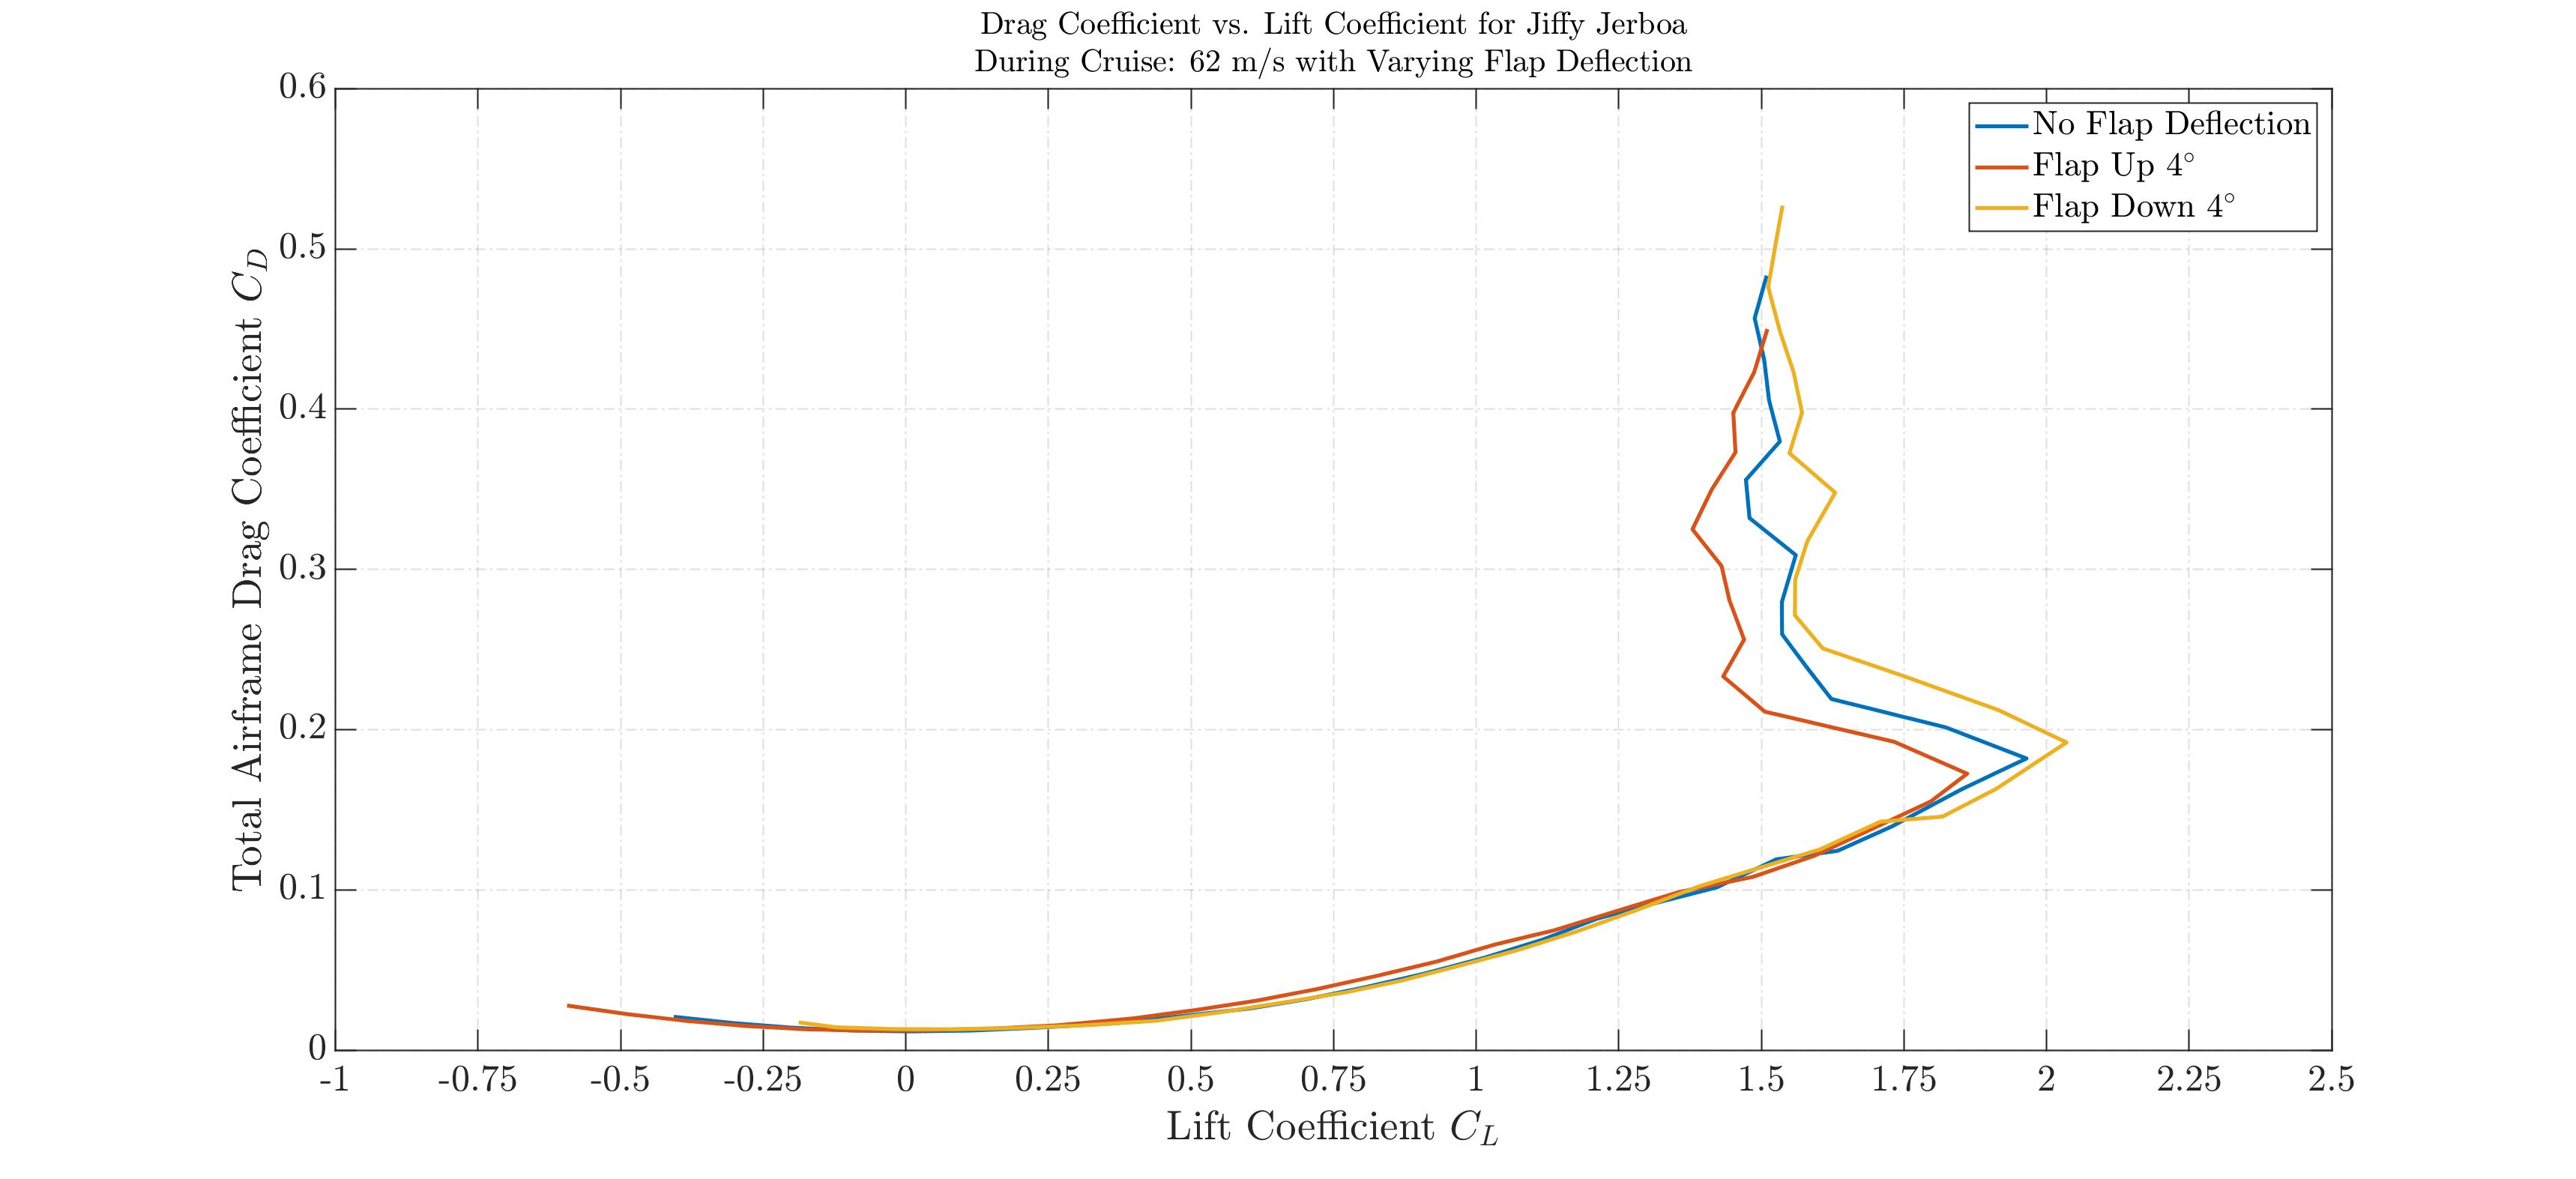 Drag Coefficient vs. Lift Coefficient for Jiffy Jerboa
During Cruise: 62 m/s with Varying Flap Deflection
No Flap Deflection
Flap Up 4°
Flap Down 4°
Total Airframe Drag Coefficient C_D
0.6
0.5
0.4
0.3
0.2
0.1
0
-1 -0.75 -0.5 -0.25 0 0.25 0.5 0.75 1 1.25 1.5 1.75 2 2.25 2.5
Lift Coefficient C_L